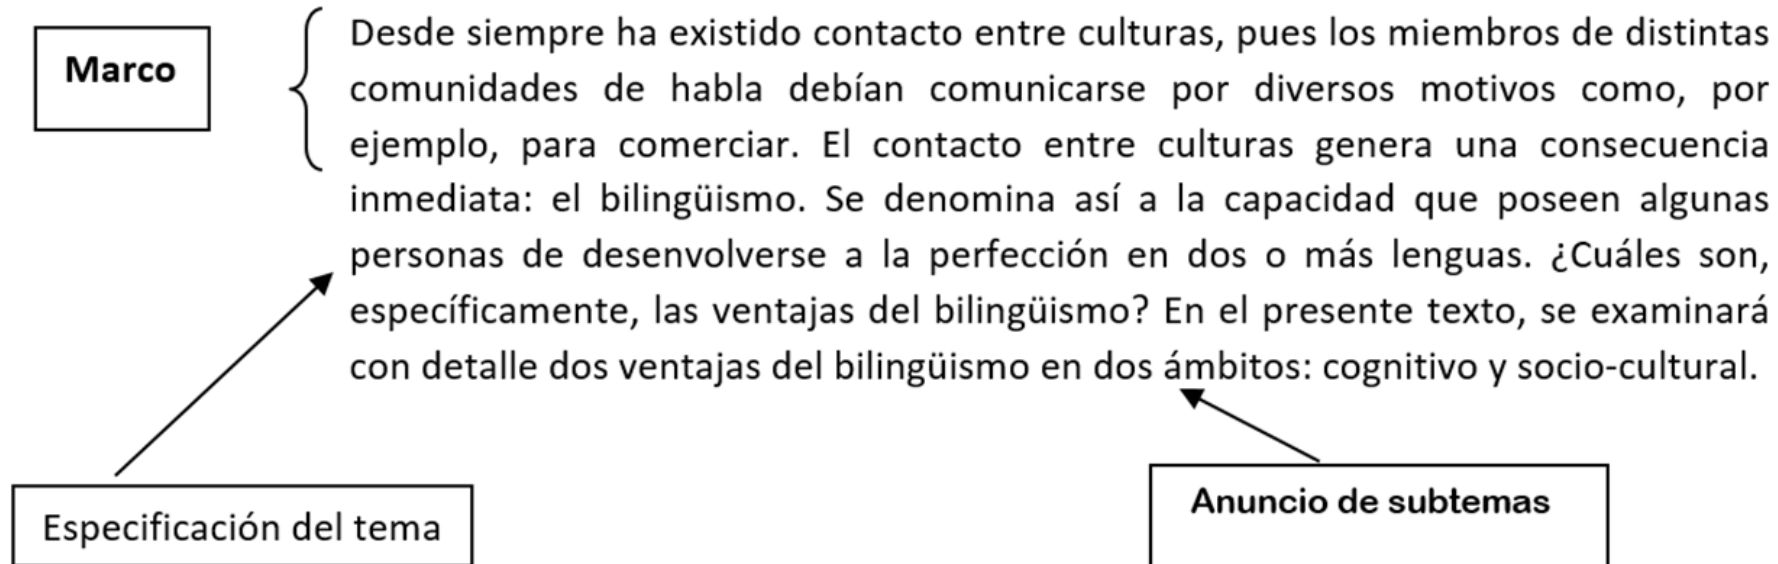 Marco
Desde siempre ha existido contacto entre culturas, pues los miembros de distintas
comunidades de habla debían comunicarse por diversos motivos como, por
ejemplo, para comerciar. El contacto entre culturas genera una consecuencia
inmediata: el bilingüismo. Se denomina así a la capacidad que poseen algunas
personas de desenvolverse a la perfección en dos o más lenguas. ¿Cuáles son,
específicamente, las ventajas del bilingüismo? En el presente texto, se examinará
con detalle dos ventajas del bilingüismo en dos ámbitos: cognitivo y socio-cultural.
Especificación del tema
Anuncio de subtemas